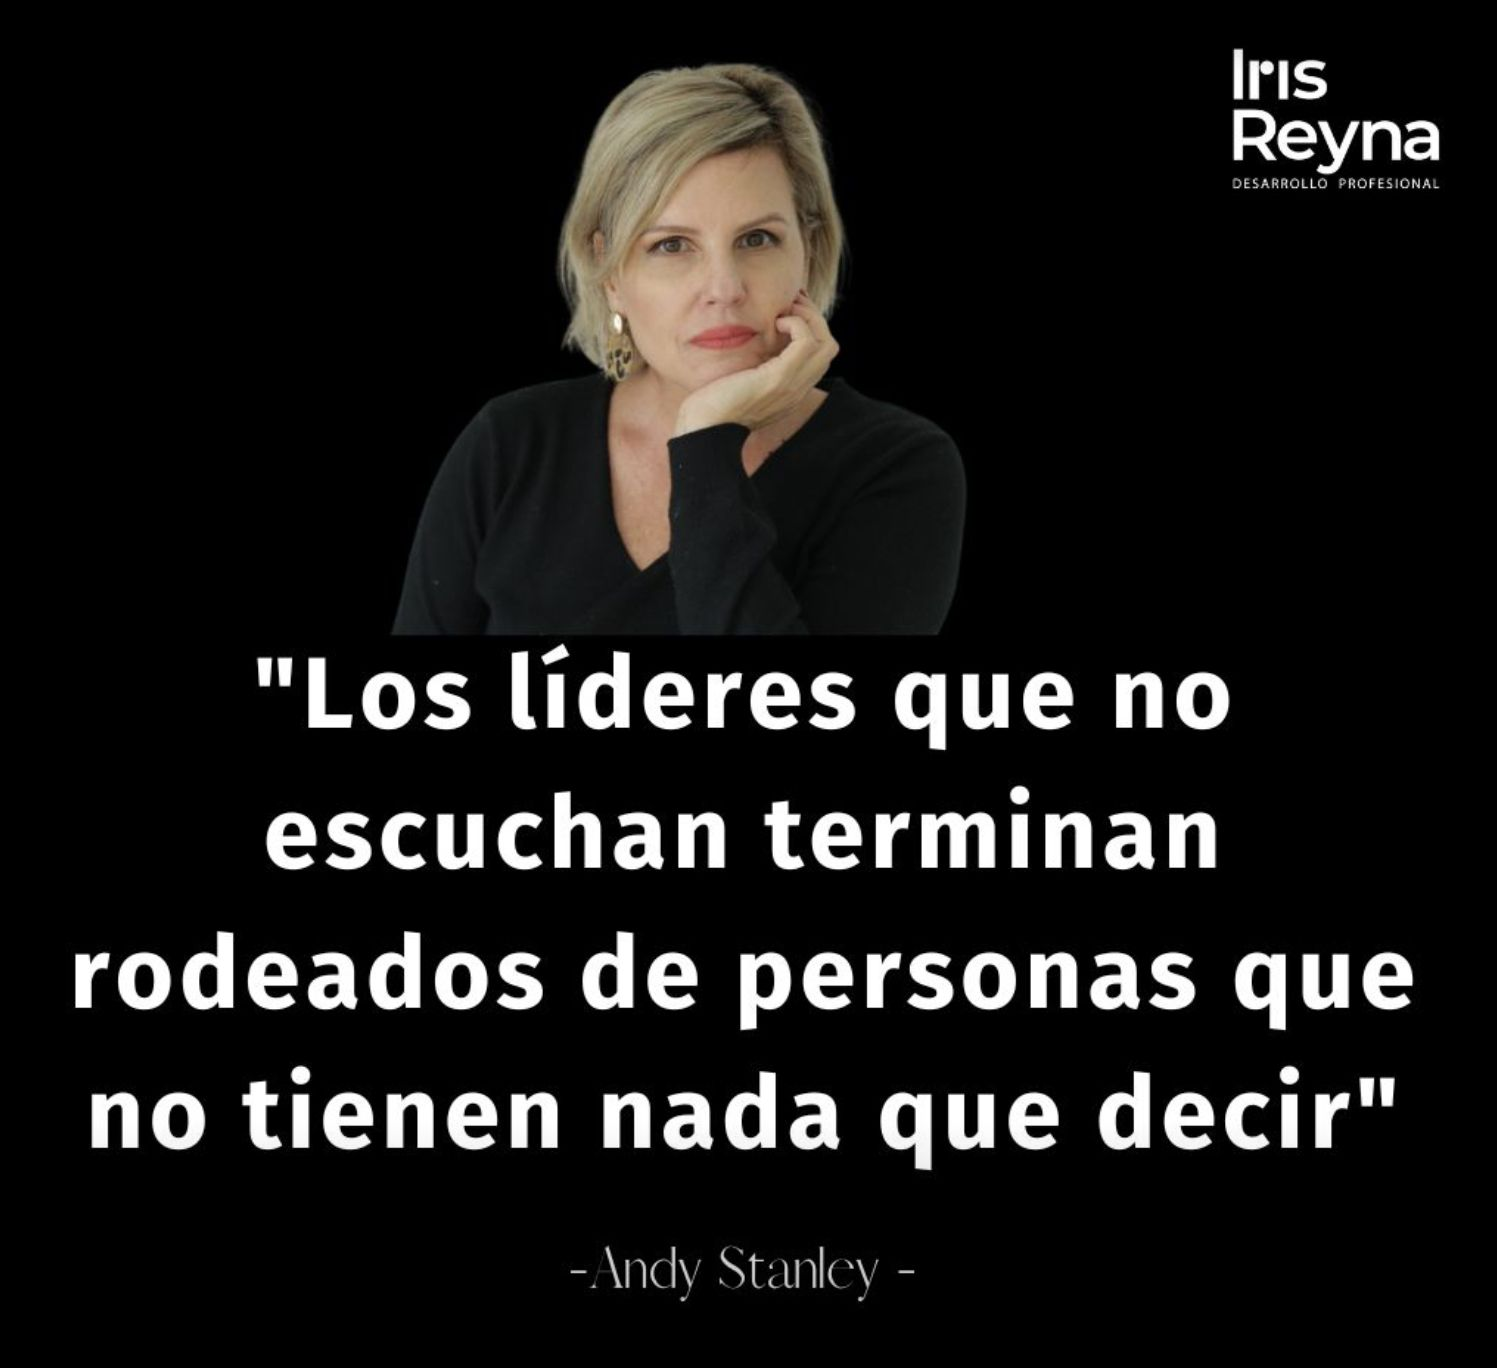 Iris
Reyna
DESARROLLO PROFESIONAL
"Los líderes que no
escuchan terminan
rodeados de personas que
no tienen nada que decir"
-Andy Stanley -